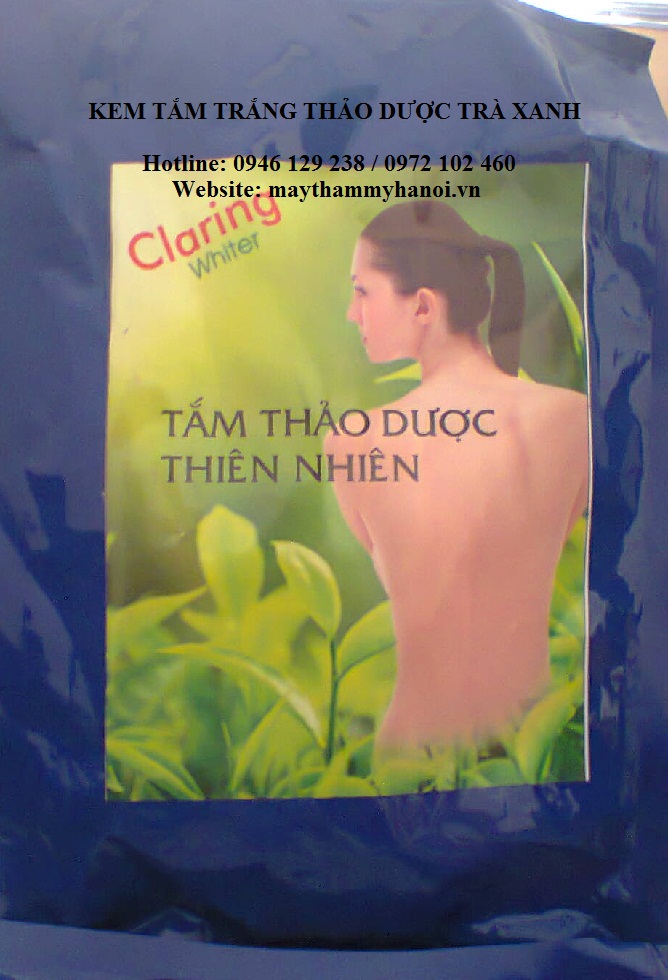 KEM TẮM TRẮNG THẢO DƯỢC TRÀ XANH
Hotline: 0946 129 238 / 0972 102 460
Website: maythammyhanoi.vn
Claring
Whiter
TẮM THẢO DƯỢC
THIÊN NHIÊN